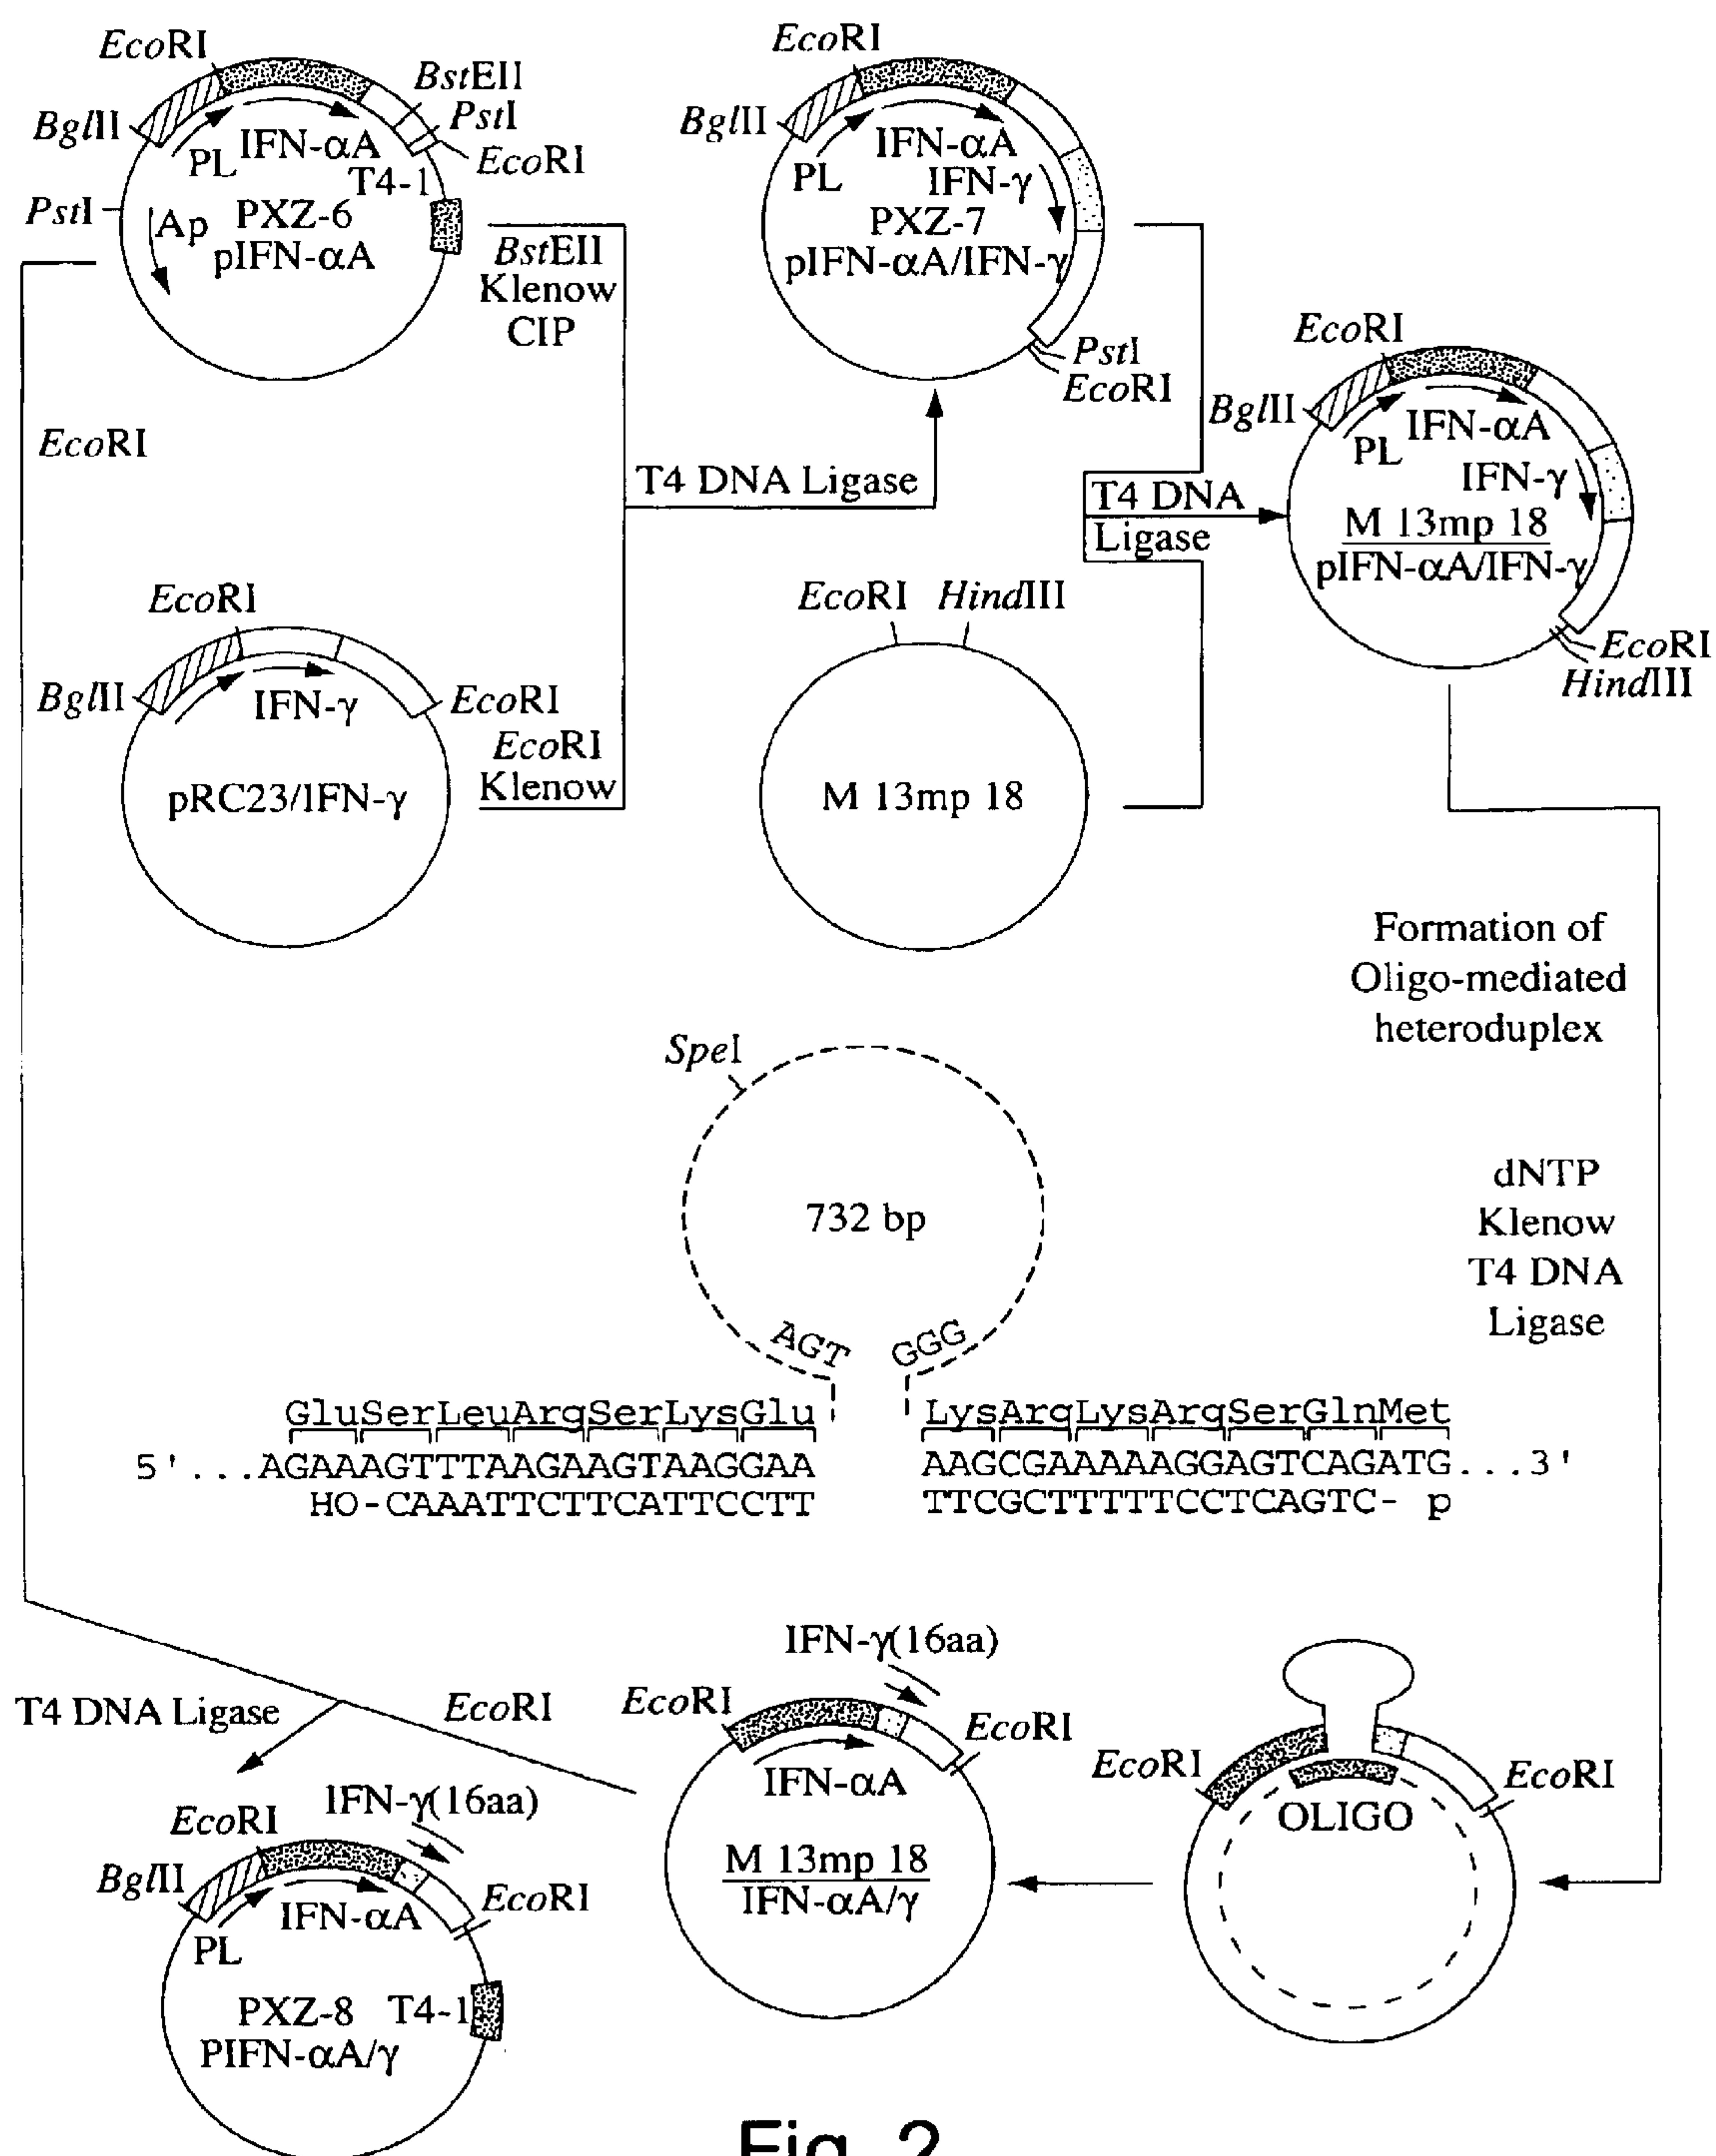 EcoRI
BglII
PstI
BstEII
PstI
EcoRI
PL
IFN-αA
T4-1
Ap
PXZ-6
pIFN-αA
BstEII
Klenow
CIP
EcoRI
EcoRI
BglII
IFN-γ
EcoRI
EcoRI
Klenow
pRC23/IFN-γ
T4 DNA Ligase
EcoRI
BglII
PL
IFN-αA
IFN-γ
PXZ-7
pIFN-αA/IFN-γ
PstI
EcoRI
EcoRI HindIII
M 13mp 18
T4 DNA
Ligase
EcoRI
BglII
PL
IFN-αA
IFN-γ
M 13mp 18
pIFN-αA/IFN-γ
EcoRI
HindIII
Formation of
Oligo-mediated
heteroduplex
dNTP
Klenow
T4 DNA
Ligase
SpeI
732 bp
AGT GGG
GluSerLeuArgSerLysGlu LysArgLysArgSerGlnMet
5'...AGAAAGTTTAAGAAGTAAGGAA AAGCGAAAAAGGAGTCAGATG...3'
HO-CAAATTCTTCATTCCTT TTCGCTTTTTCCTCAGTC- p
EcoRI
EcoRI
OLIGO
IFN-γ(16aa)
EcoRI
EcoRI
IFN-αA
M 13mp 18
IFN-αA/γ
EcoRI
T4 DNA Ligase
IFN-γ(16aa)
EcoRI
BglII
EcoRI
IFN-αA
PL
PXZ-8
T4-1
PIFN-αA/γ
Fig. 2